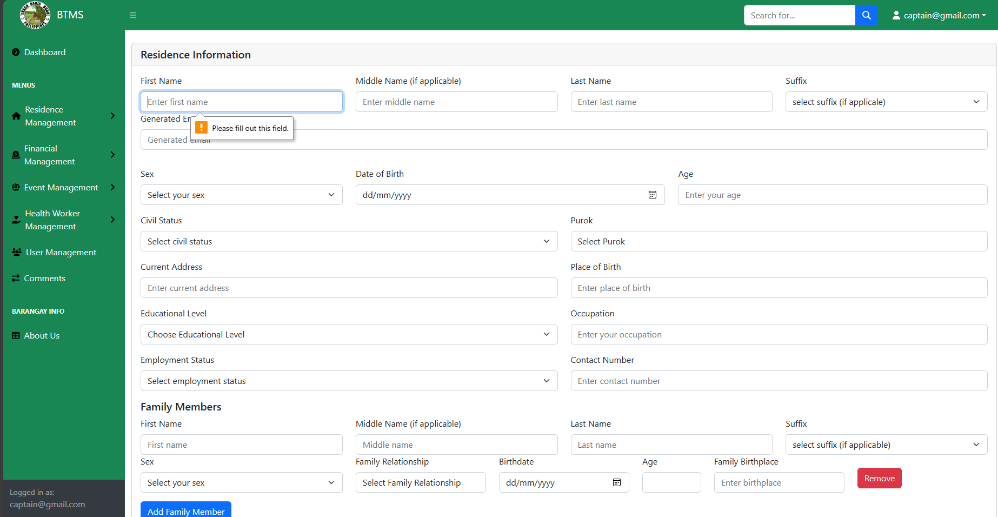 BTMS
Search for...
captain@gmail.com
Dashboard
MENUS
Residence Management
Financial Management
Event Management
Health Worker Management
User Management
Comments
BARANGAY INFO
About Us
Logged in as:
captain@gmail.com
Residence Information
First Name Middle Name (if applicable) Last Name Suffix
Enter first name Enter middle name Enter last name select suffix (if applicale)
Generated Em
Please fill out this field.
Generated email
Sex Date of Birth Age
Select your sex dd/mm/yyyy Enter your age
Civil Status Purok
Select civil status Select Purok
Current Address Place of Birth
Enter current address Enter place of birth
Educational Level Occupation
Choose Educational Level Enter your occupation
Employment Status Contact Number
Select employment status Enter contact number
Family Members
First Name Middle Name (if applicable) Last Name Suffix
First name Middle name Last name select suffix (if applicable)
Sex Family Relationship Birthdate Age Family Birthplace
Select your sex Select Family Relationship dd/mm/yyyy Enter birthplace Remove
Add Family Member